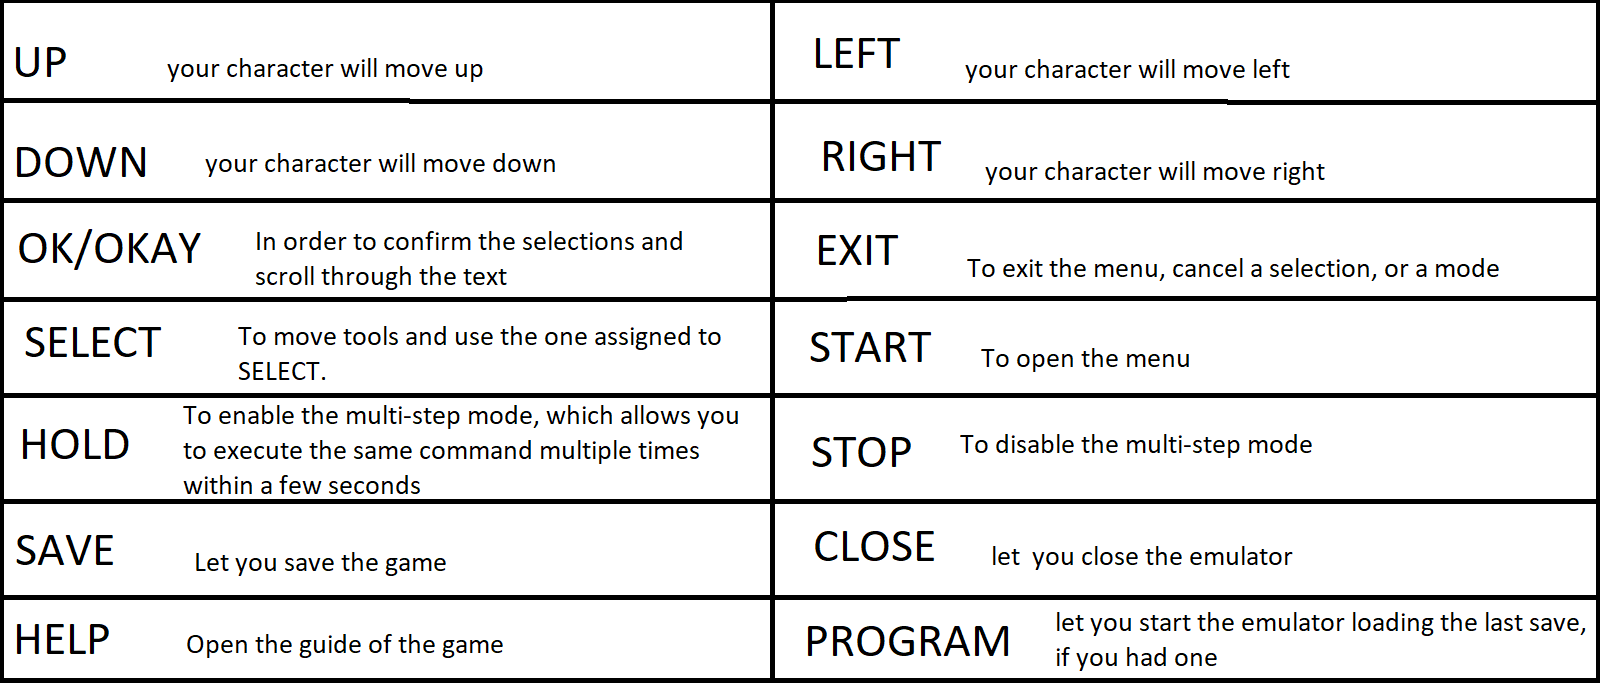 UP your character will move up
LEFT your character will move left
DOWN your character will move down
RIGHT your character will move right
OK/OKAY In order to confirm the selections and
scroll through the text
EXIT To exit the menu, cancel a selection, or a mode
SELECT To move tools and use the one assigned to
SELECT.
START To open the menu
HOLD To enable the multi-step mode, which allows you
to execute the same command multiple times
within a few seconds
STOP To disable the multi-step mode
SAVE Let you save the game
CLOSE let  you close the emulator
HELP Open the guide of the game
PROGRAM let you start the emulator loading the last save,
if you had one